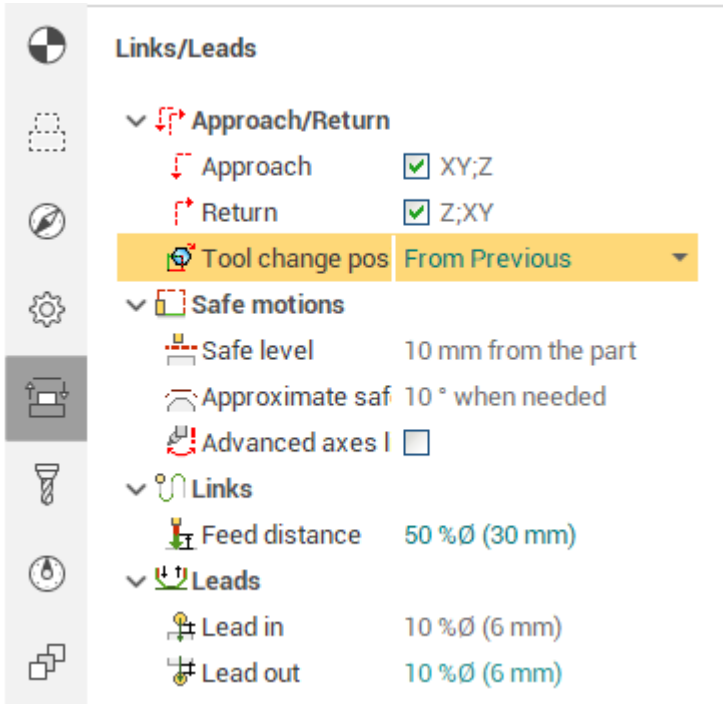 Links/Leads
Approach/Return
Approach XY;Z
Return Z;XY
Tool change pos From Previous
Safe motions
Safe level 10 mm from the part
Approximate saf 10 ° when needed
Advanced axes l
Links
Feed distance 50 %Ø (30 mm)
Leads
Lead in 10 %Ø (6 mm)
Lead out 10 %Ø (6 mm)